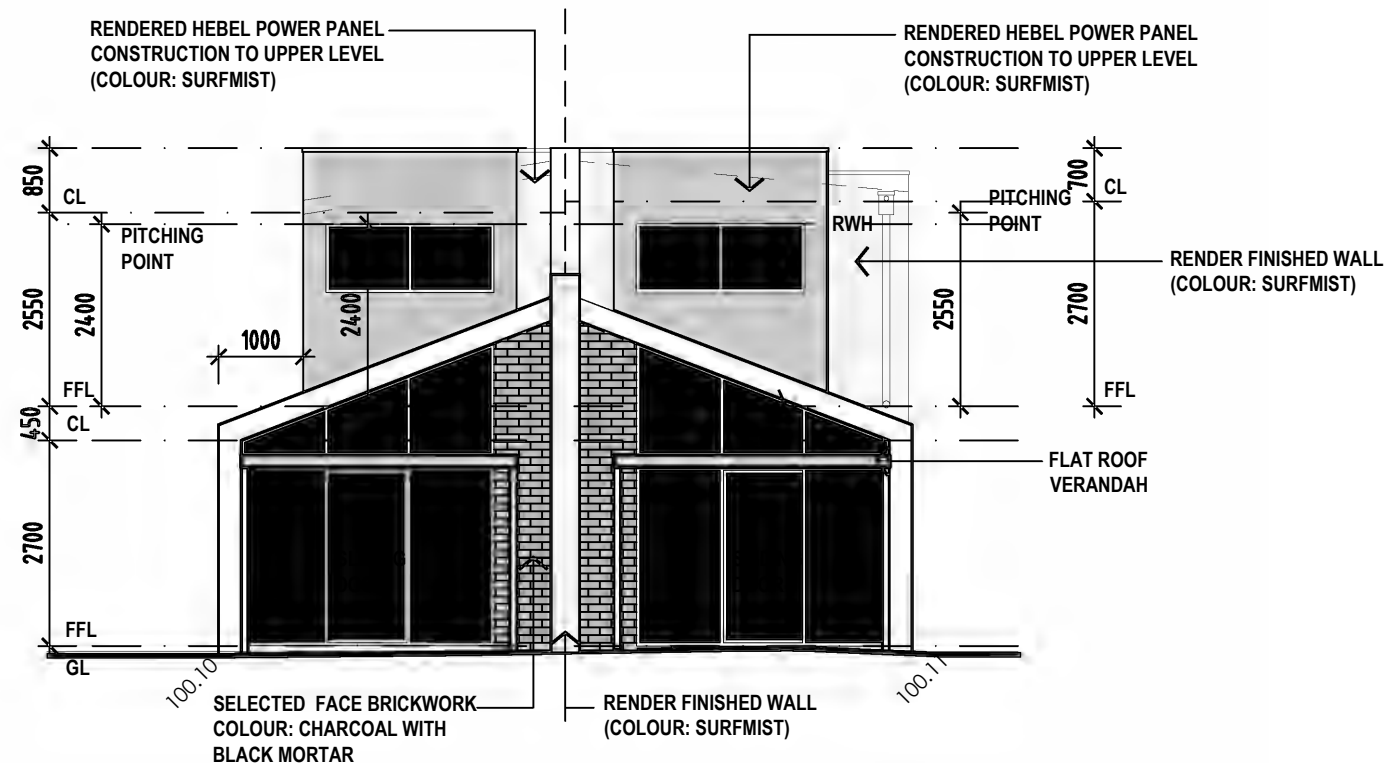 RENDERED HEBEL POWER PANEL
CONSTRUCTION TO UPPER LEVEL
(COLOUR: SURFMIST)
RENDERED HEBEL POWER PANEL
CONSTRUCTION TO UPPER LEVEL
(COLOUR: SURFMIST)
850
CL
PITCHING
POINT
2550
2400
2400
1000
FFL
450
CL
2700
FFL
GL
100.10
700
CL
PITCHING
POINT
RWH
RENDER FINISHED WALL
(COLOUR: SURFMIST)
2550
2700
FFL
FLAT ROOF
VERANDAH
100.11
SELECTED FACE BRICKWORK
COLOUR: CHARCOAL WITH
BLACK MORTAR
RENDER FINISHED WALL
(COLOUR: SURFMIST)